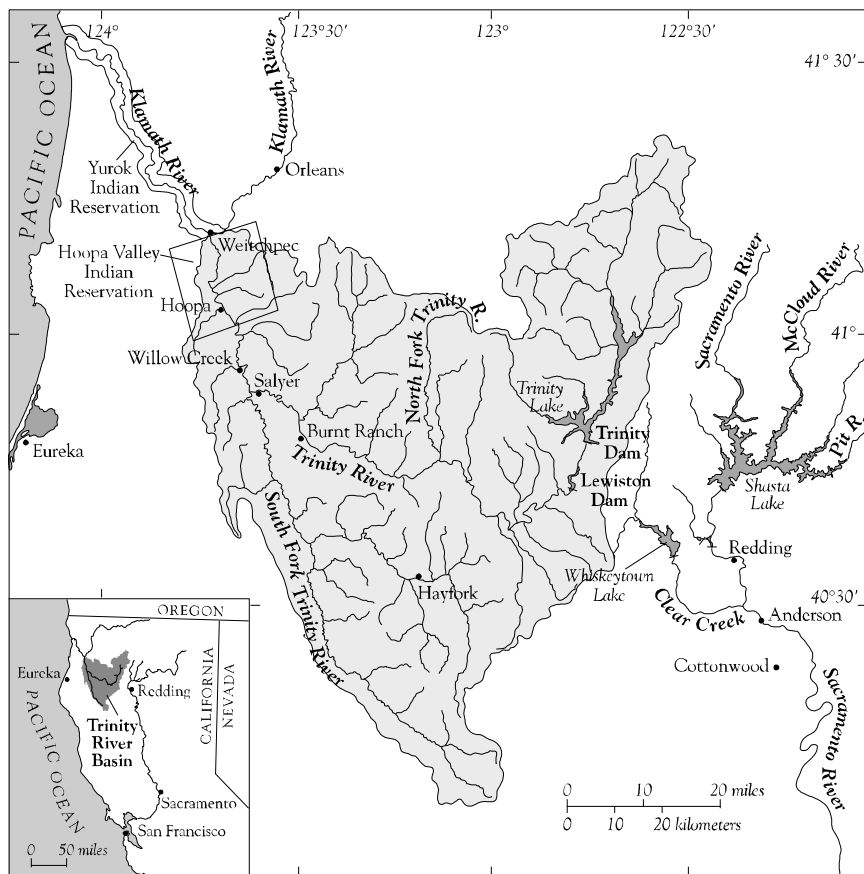 124°
123°30′
123°
122°30′
41° 30′
41°
40°30′
PACIFIC OCEAN
Klamath River
Klamath River
Orleans
Yurok
Indian
Reservation
Weitchpec
Hoopa Valley
Indian
Reservation
Hoopa
Willow Creek
Salyer
Burnt Ranch
Trinity River
North Fork Trinity R.
South Fork Trinity River
Hayfork
Trinity
Lake
Trinity
Dam
Lewiston
Dam
Sacramento River
McCloud River
Pit R.
Shasta
Lake
Whiskeytown
Lake
Redding
Clear Creek
Anderson
Cottonwood
Sacramento River
Eureka
0 10 20 miles
0 10 20 kilometers
OREGON
CALIFORNIA
NEVADA
Eureka
Redding
Trinity
River
Basin
PACIFIC OCEAN
Sacramento
San Francisco
0 50 miles